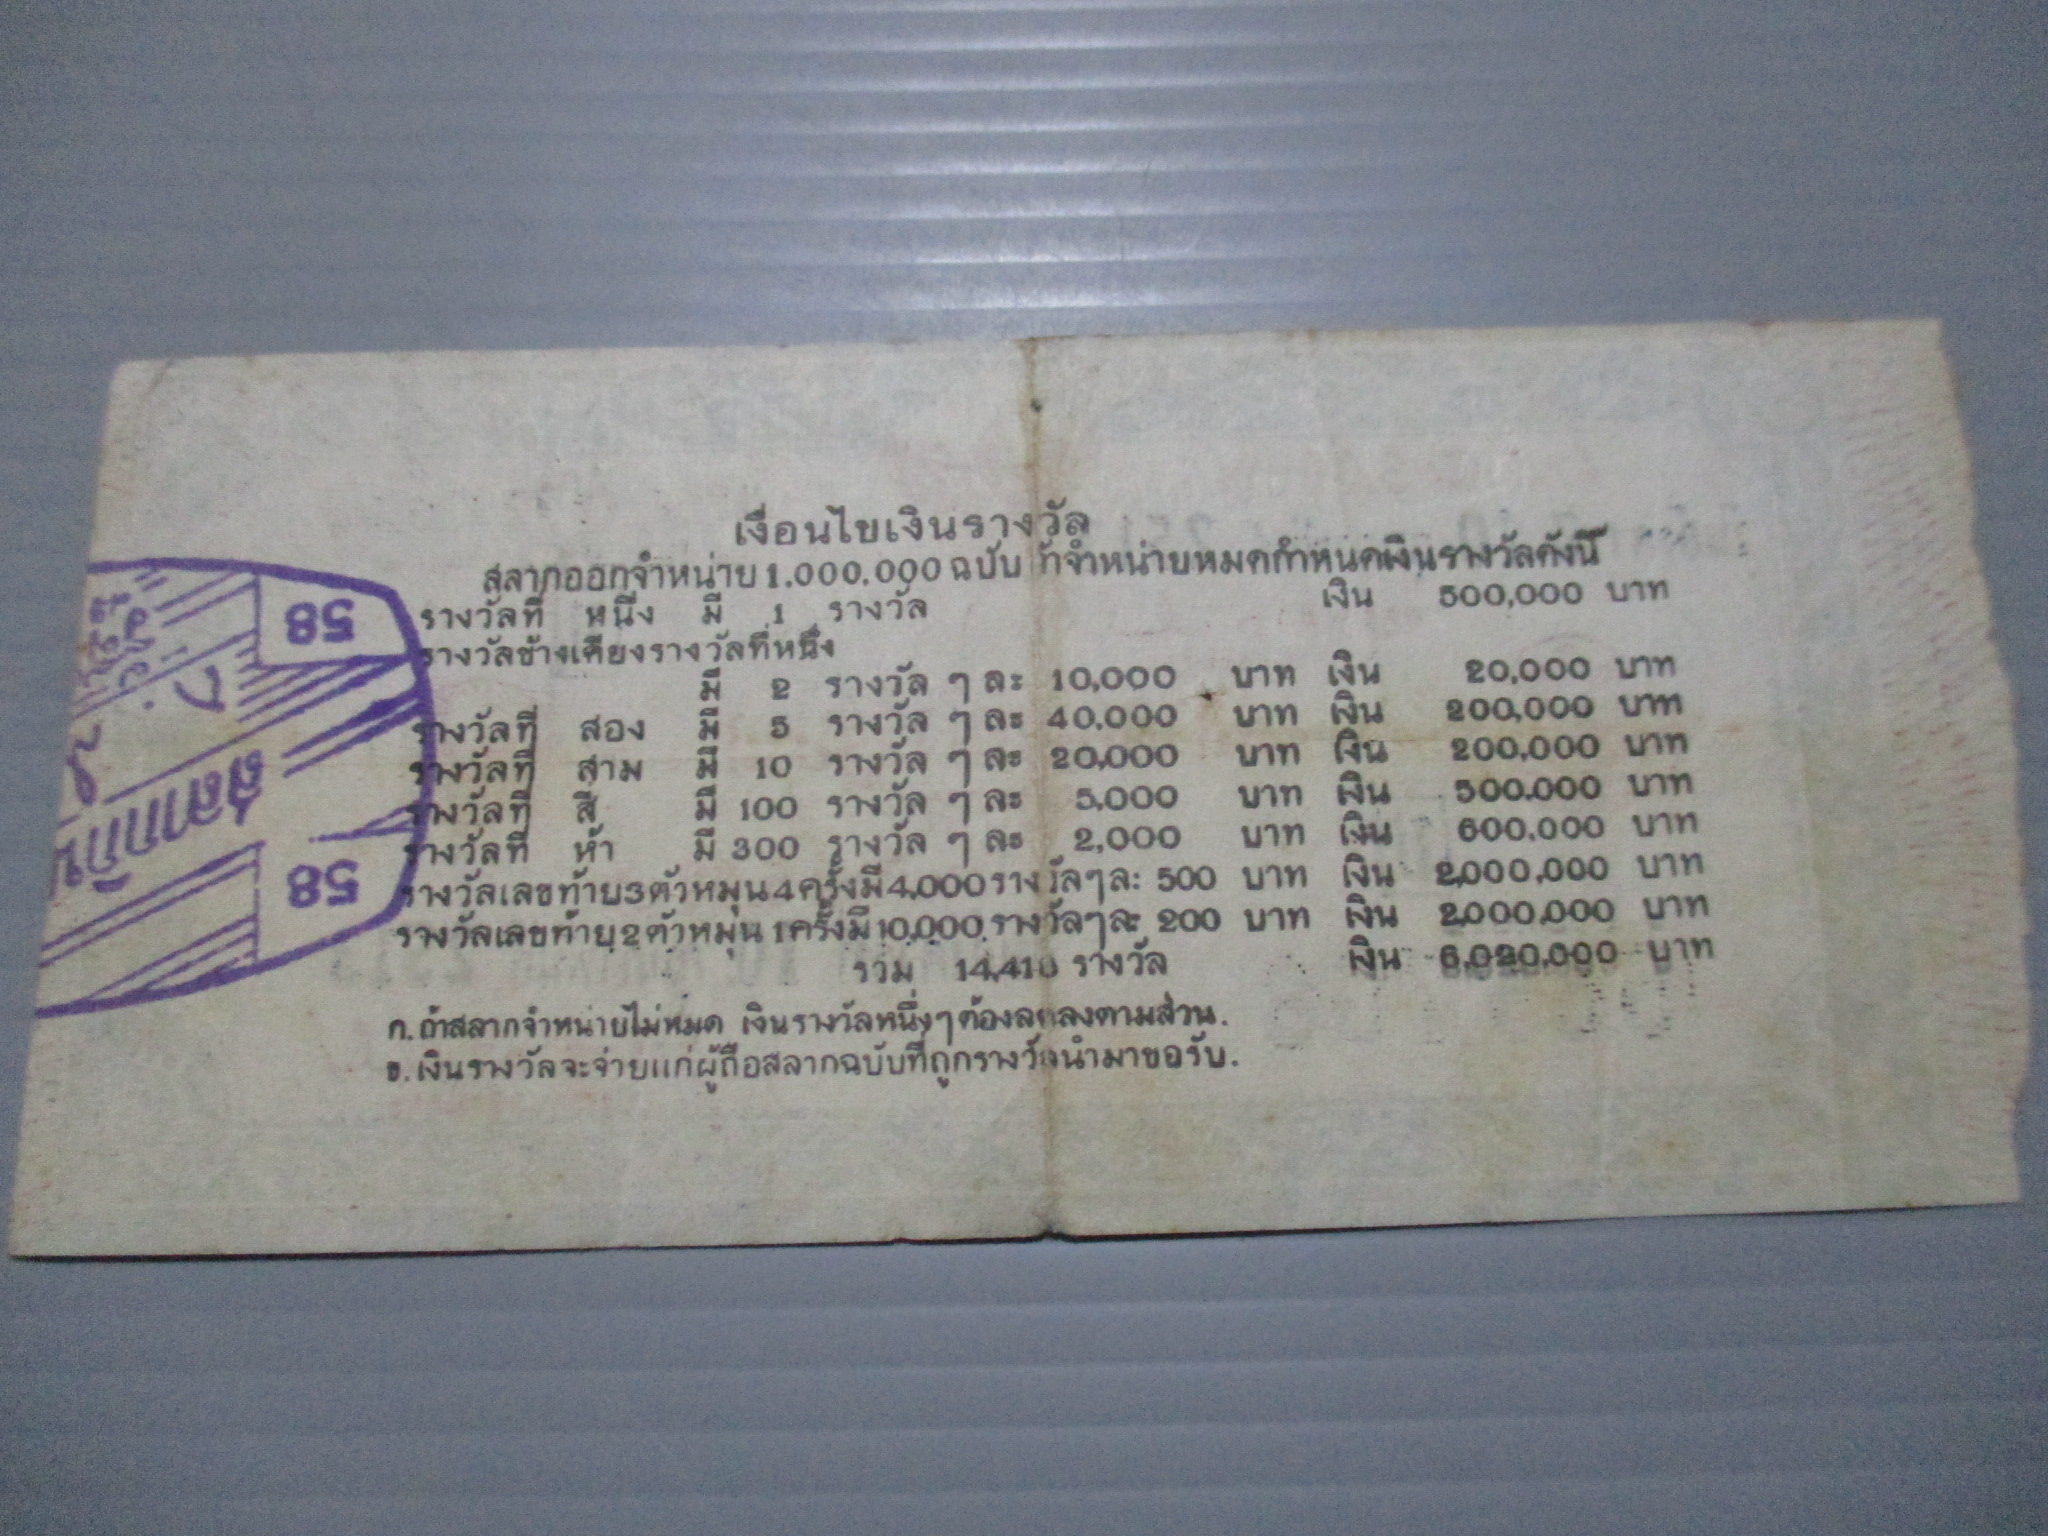 เงื่อนไขเงินรางวัล
สลากออกจำหน่าย 1.000.000 ฉบับ ถ้าจำหน่ายหมดกำหนดเงินรางวัลดังนี้
รางวัลที่ หนึ่ง มี 1 รางวัล เงิน 500,000 บาท
รางวัลข้างเคียงรางวัลที่หนึ่ง
มี 2 รางวัล ๆ ละ 10,000 บาท เงิน 20,000 บาท
รางวัลที่ สอง มี 5 รางวัล ๆ ละ 40,000 บาท เงิน 200,000 บาท
รางวัลที่ สาม มี 10 รางวัล ๆ ละ 20,000 บาท เงิน 200,000 บาท
รางวัลที่ สี่ มี 100 รางวัล ๆ ละ 5,000 บาท เงิน 500.000 บาท
รางวัลที่ ห้า มี 300 รางวัล ๆ ละ 2,000 บาท เงิน 600,000 บาท
รางวัลเลขท้าย 3 ตัวหมุน 4 ครั้งมี 4,000 รางวัลๆละ 500 บาท เงิน 2,000,000 บาท
รางวัลเลขท้าย 2 ตัวหมุน 1 ครั้งมี 10,000 รางวัลๆละ 200 บาท เงิน 2,000,000 บาท
รวม 14,418 รางวัล เงิน 6,020,000 บาท
ก. ถ้าสลากจำหน่ายไม่หมด เงินรางวัลหนึ่งๆ ต้องลดลงตามส่วน.
ข. เงินรางวัลจะจ่ายแก่ผู้ถือสลากฉบับที่ถูกรางวัลนำมาขอรับ.
58
58
สลากกิน